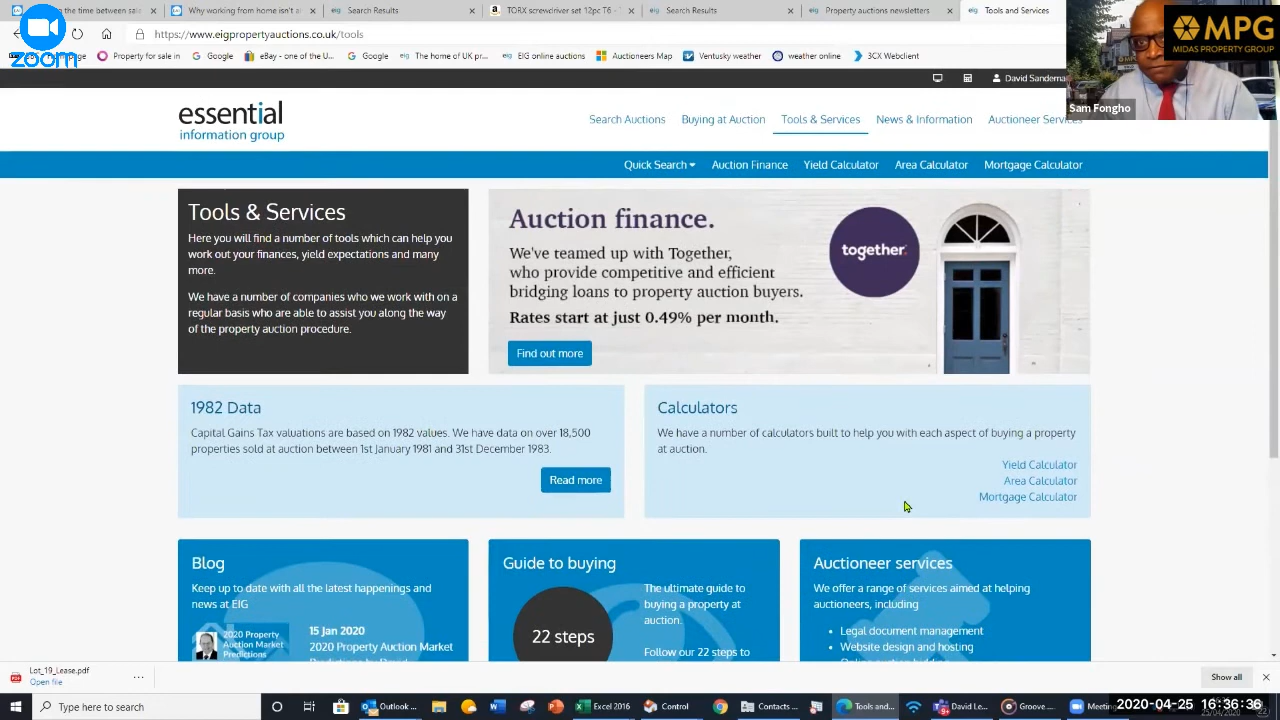 in the time between sale
Why working from home isn't a
Search Results
TORX screwdriver set 12pc T6 -
Search Results
Property auctions newsletters
Tools and Services
zoom
https://www.eigpropertyauctions.co.uk/tools
Property for sale in
Google
eBay - one of the U...
Google
The home of UK pr...
EIG online auctions
Auctioneers Map
Ventusky weather
weather online
3CX Webclient
MPG
MIDAS PROPERTY GROUP
Sam Fongho
David Sandema
essential
information group
Search Auctions
Buying at Auction
Tools & Services
News & Information
Auctioneer Services
Quick Search
Auction Finance
Yield Calculator
Area Calculator
Mortgage Calculator
Tools & Services
Here you will find a number of tools which can help you
work out your finances, yield expectations and many
more.
We have a number of companies who we work with on a
regular basis who are able to assist you along the way
of the property auction procedure.
Auction finance.
We've teamed up with Together,
who provide competitive and efficient
bridging loans to property auction buyers.
Rates start at just 0.49% per month.
Find out more
together.
1982 Data
Capital Gains Tax valuations are based on 1982 values. We have data on over 18,500
properties sold at auction between 1st January 1981 and 31st December 1983.
Read more
Calculators
We have a number of calculators built to help you with each aspect of buying a property
at auction.
Yield Calculator
Area Calculator
Mortgage Calculator
Blog
Keep up to date with all the latest happenings and
news at EIG
2020 Property
Auction Market
Predictions
15 Jan 2020
2020 Property Auction Market
Predictions by David
Guide to buying
22 steps
The ultimate guide to
buying a property at
auction.
Follow our 22 steps to
Auctioneer services
We offer a range of services aimed at helping
auctioneers, including
Legal document management
Website design and hosting
Online auction bidding
Lot_19_Lease.pdf
Open file
Show all
Type here to search
Outlook ...
Excel 2016
Control
Contacts ...
Tools and...
David Le...
Groove ...
Meeting
2020-04-25 16:36:36